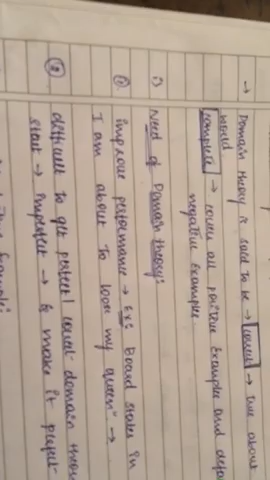 → Domain theory is said to be → correct → true about
world
complete → covers all positive examples and
negative examples
i) Need of Domain theory:
① improve performance → Ex: Board states in
I am about to loose my queen" →
② difficult to get perfect / correct domain
start → imperfect → & make it perfect